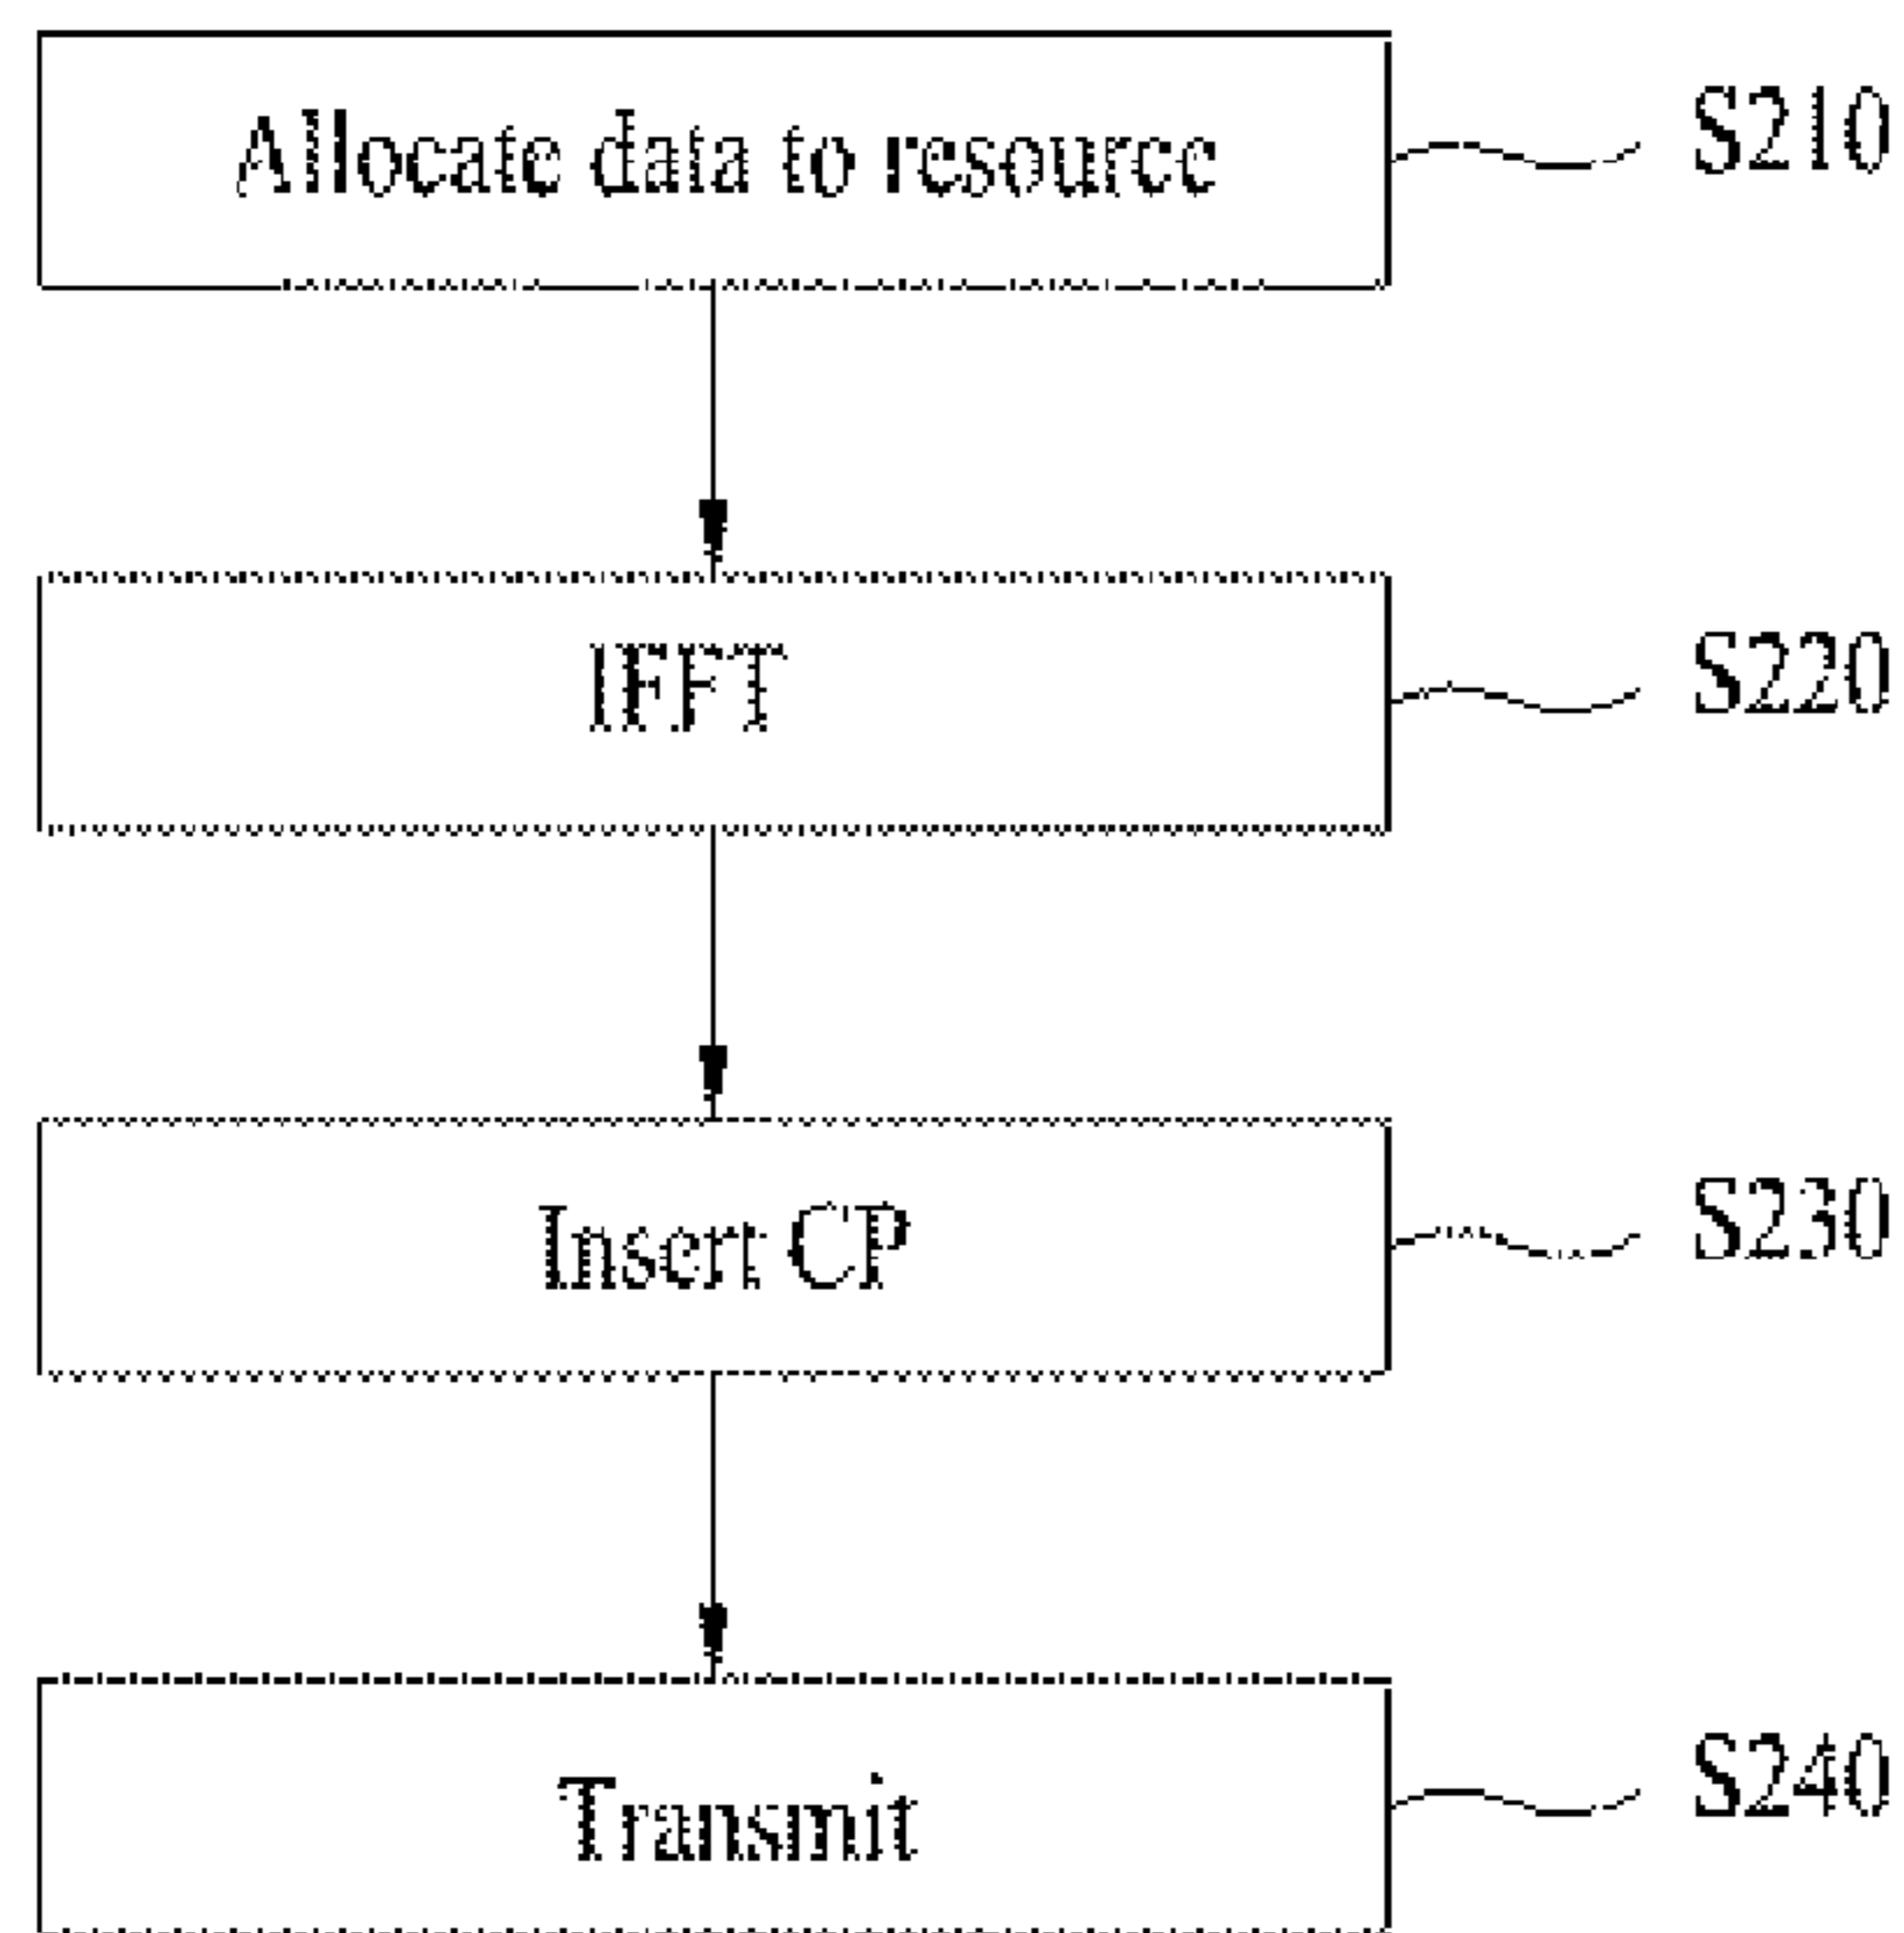 Allocate data to resource S210
IFFT S220
Insert CP S230
Transmit S240